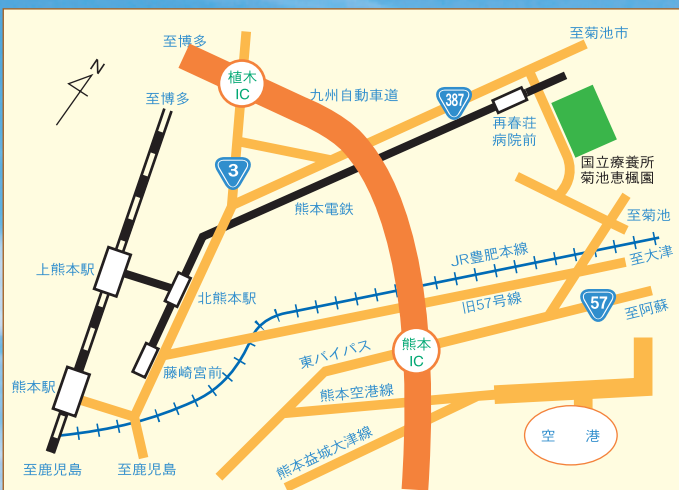 至博多
至菊池市
植木
IC
九州自動車道
387
N
至博多
再春荘
病院前
国立療養所
菊池恵楓園
3
熊本電鉄
至菊池
JR豊肥本線
至大津
上熊本駅
北熊本駅
旧57号線
57
至阿蘇
熊本
IC
東バイパス
藤崎宮前
熊本駅
熊本空港線
空 港
熊本益城大津線
至鹿児島
至鹿児島